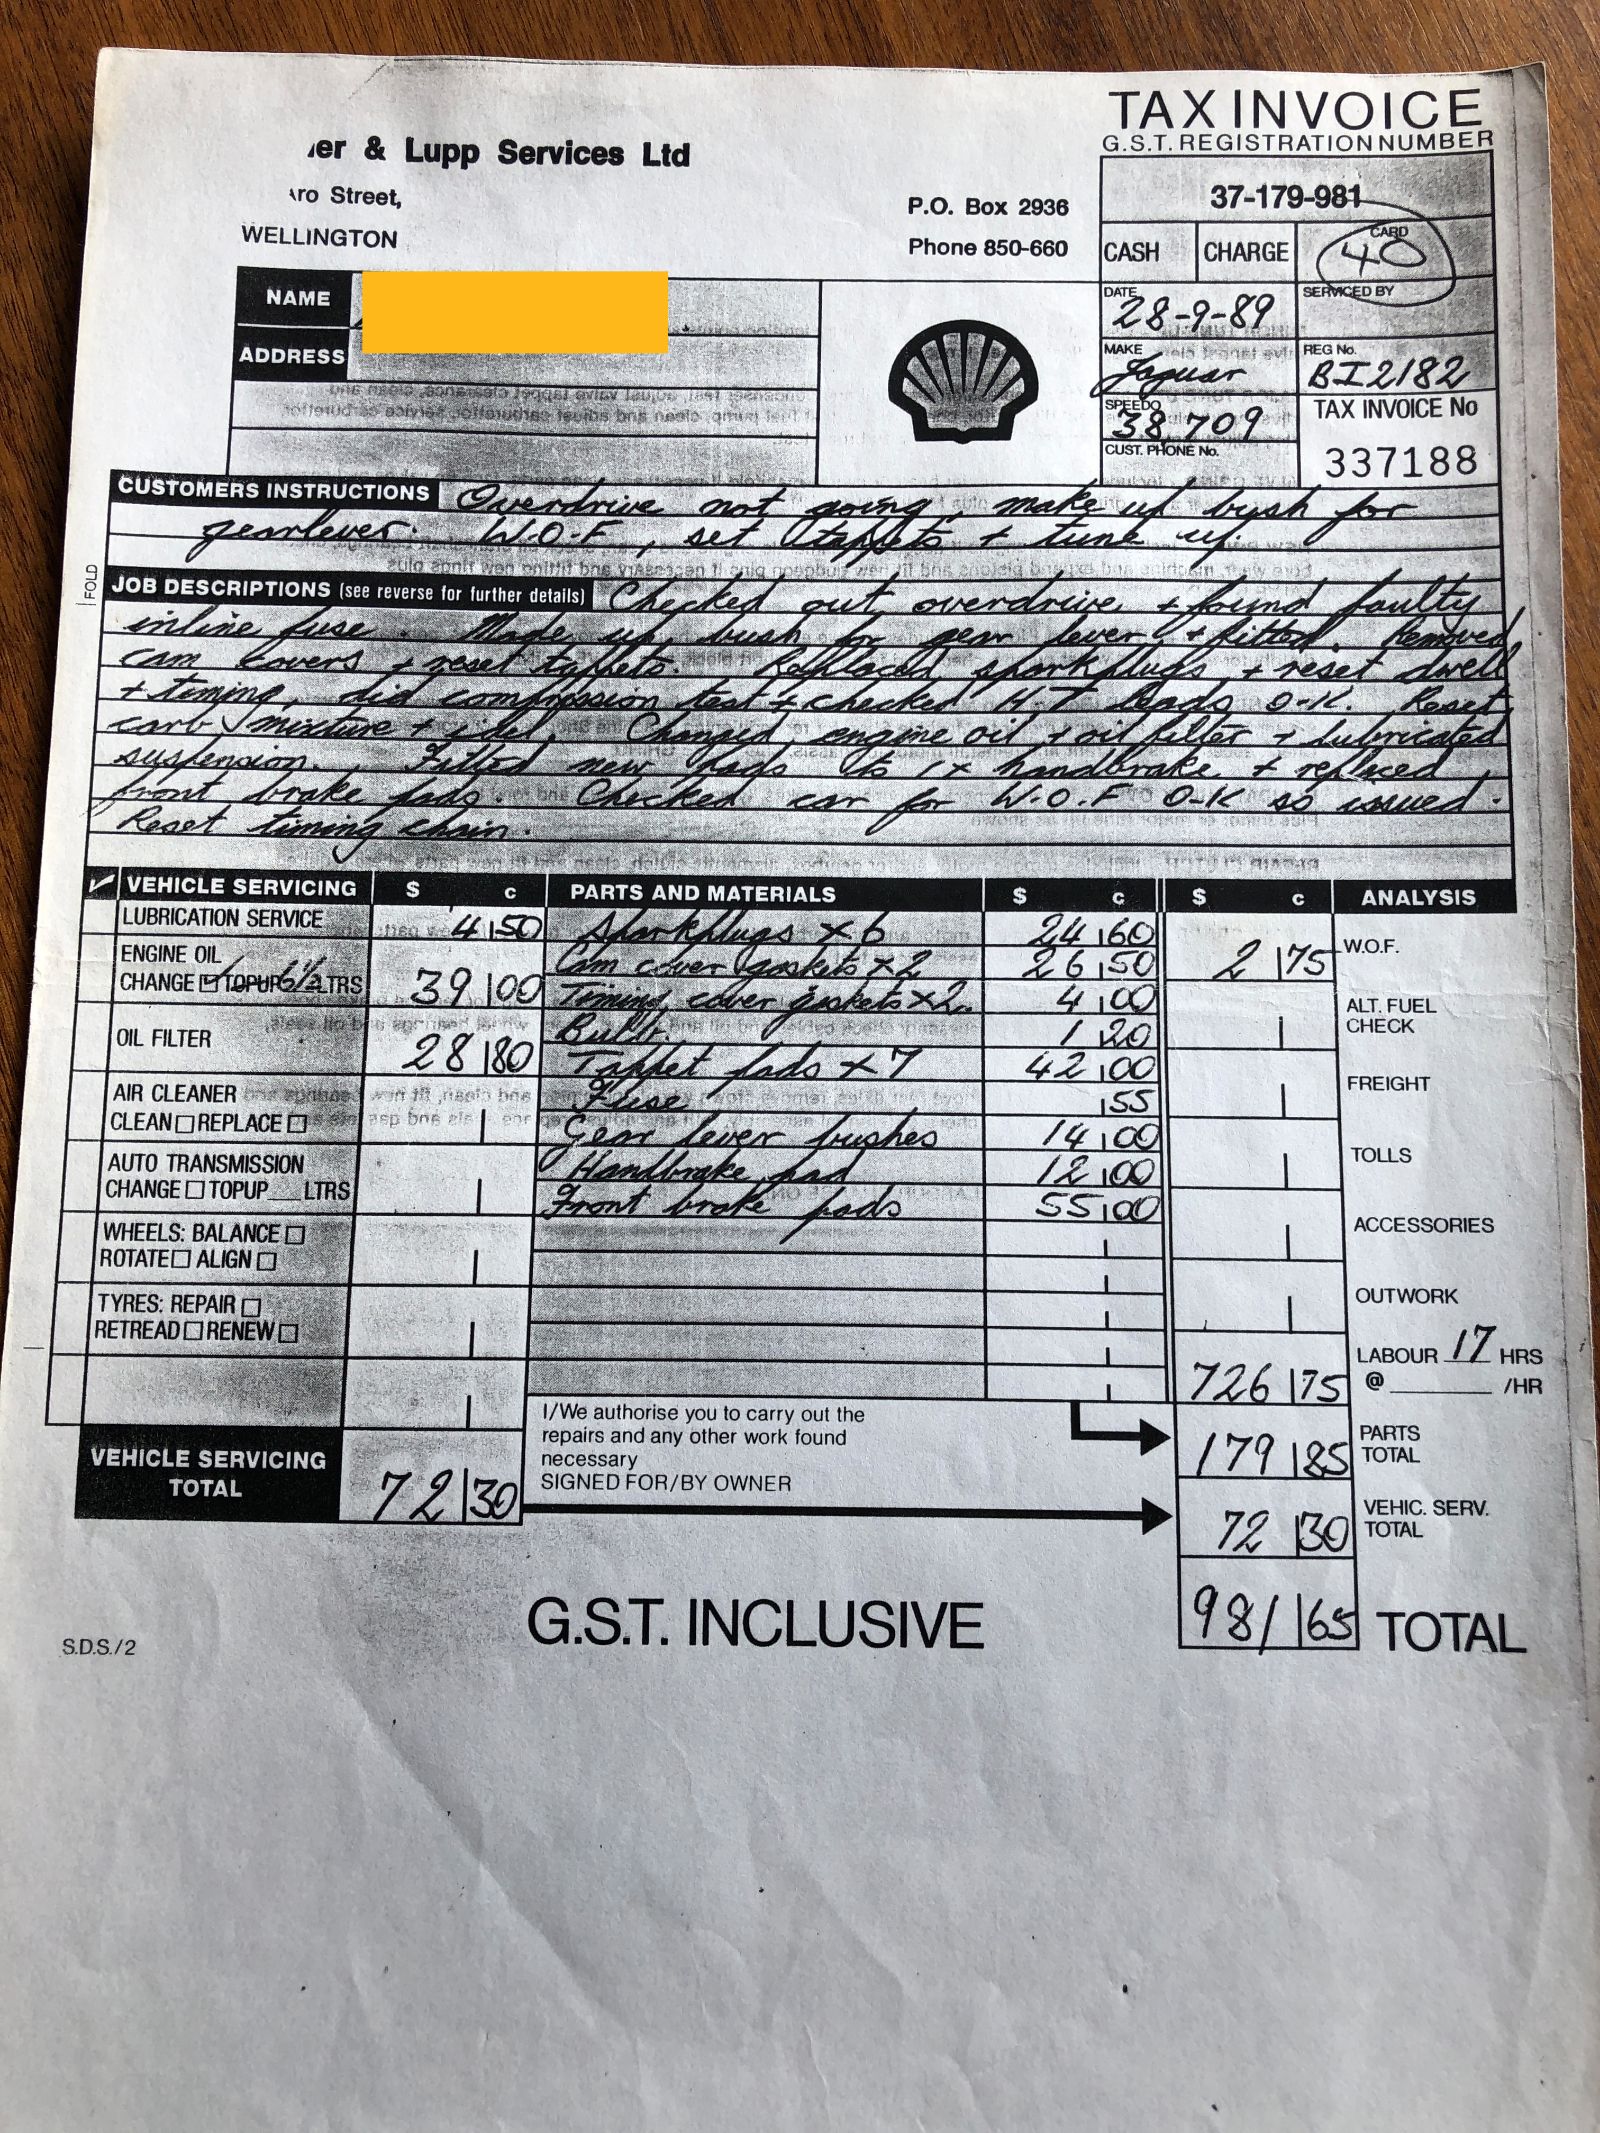 TAX INVOICE
G.S.T. REGISTRATION NUMBER
er & Lupp Services Ltd
ro Street,
WELLINGTON
P.O. Box 2936
Phone 850-660
37-179-981
CASH CHARGE CARD
40
NAME
ADDRESS
DATE 28-9-89 SERVICED BY
MAKE Jaguar REG No. BI2182
SPEEDO 38,709 TAX INVOICE No
CUST. PHONE No. 337188
CUSTOMERS INSTRUCTIONS Overdrive not going, make up bush for
gearlever. W.O.F, set tappets + tune up.
FOLD
JOB DESCRIPTIONS (see reverse for further details) Checked out overdrive + found faulty
inline fuse. Made up bush for gear lever + fitted. Removed
cam covers + reset tappets. Replaced sparkplugs + reset dwell
+ timing, did compression test + checked H-T leads O-K. Reset
carb mixture + idel. Changed engine oil + oil filter + Lubricated
suspension. Fitted new pads to 1x handbrake + replaced
front brake pads. Checked car for W.O.F O-K so issued.
Reset timing chain.
VEHICLE SERVICING $ c PARTS AND MATERIALS $ c $ c ANALYSIS
LUBRICATION SERVICE 4 50 Sparkplugs x 6 24 60
ENGINE OIL Cam cover gaskets x 2 26 50 2 75 W.O.F.
CHANGE TOPUP 6½ LTRS 39 00 Timing cover gaskets x 2 4 00 ALT. FUEL
CHECK
OIL FILTER 28 80 Bulb. 1 20
Tappet pads x 7 42 00
AIR CLEANER Fuse 55 FREIGHT
CLEAN REPLACE Gear lever bushes 14 00
AUTO TRANSMISSION Handbrake pad 12 00 TOLLS
CHANGE TOPUP LTRS Front brake pads 55 00
WHEELS: BALANCE ACCESSORIES
ROTATE ALIGN
TYRES: REPAIR OUTWORK
RETREAD RENEW
LABOUR 17 HRS
726 75 @ /HR
I/We authorise you to carry out the
repairs and any other work found
necessary
SIGNED FOR/BY OWNER
179 85 PARTS
TOTAL
VEHICLE SERVICING
TOTAL 72 30
72 30 VEHIC. SERV.
TOTAL
G.S.T. INCLUSIVE 981 65 TOTAL
S.D.S./2